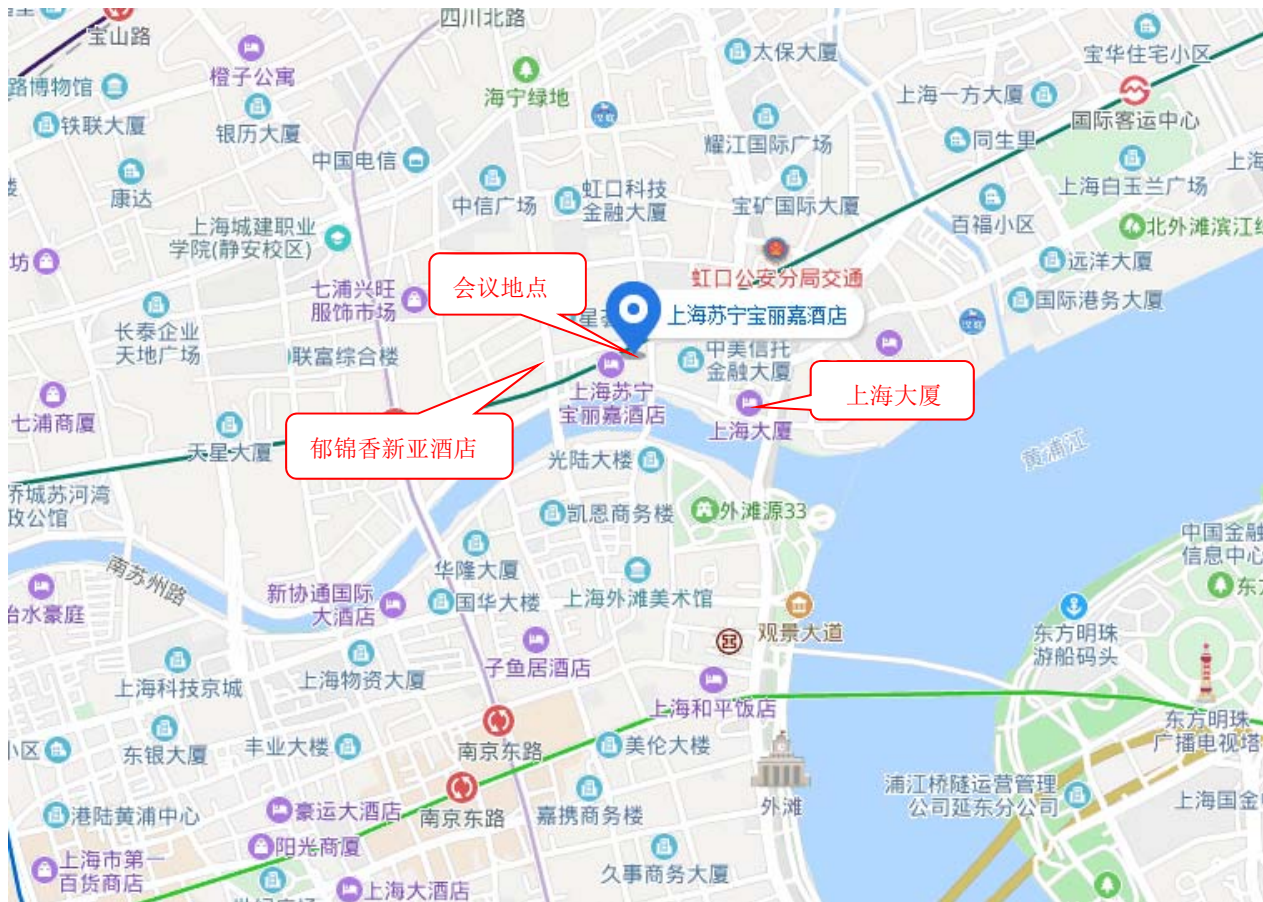 四川北路
宝山路
太保大厦
宝华住宅小区
橙子公寓
路博物馆
海宁绿地
上海一方大厦
国际客运中心
铁联大厦
银历大厦
耀江国际广场
同生里
中国电信
康达
中信广场
虹口科技
金融大厦
宝矿国际大厦
上海白玉兰广场
上海
百福小区
北外滩滨江绿
上海城建职业
学院(静安校区)
坊
远洋大厦
虹口公安分局交通
会议地点
七浦兴旺
服饰市场
国际港务大厦
星荟
上海苏宁宝丽嘉酒店
长泰企业
天地广场
联富综合楼
中美信托
金融大厦
上海苏宁
宝丽嘉酒店
上海大厦
七浦商厦
上海大厦
郁锦香新亚酒店
天星大厦
光陆大楼
黄浦江
侨城苏河湾
政公馆
凯恩商务楼
外滩源33
中国金融
信息中心
南苏州路
华隆大厦
新协通国际
大酒店
国华大楼
上海外滩美术馆
东方
治水豪庭
观景大道
东方明珠
游船码头
子鱼居酒店
上海科技京城
上海物资大厦
上海和平饭店
东方明珠
广播电视塔
小区
东银大厦
丰业大楼
南京东路
美伦大楼
浦江桥隧运营管理
公司延东分公司
上海国金中
港陆黄浦中心
豪运大酒店
南京东路
嘉携商务楼
外滩
阳光商厦
上海市第一
百货商店
久事商务大厦
上海大酒店